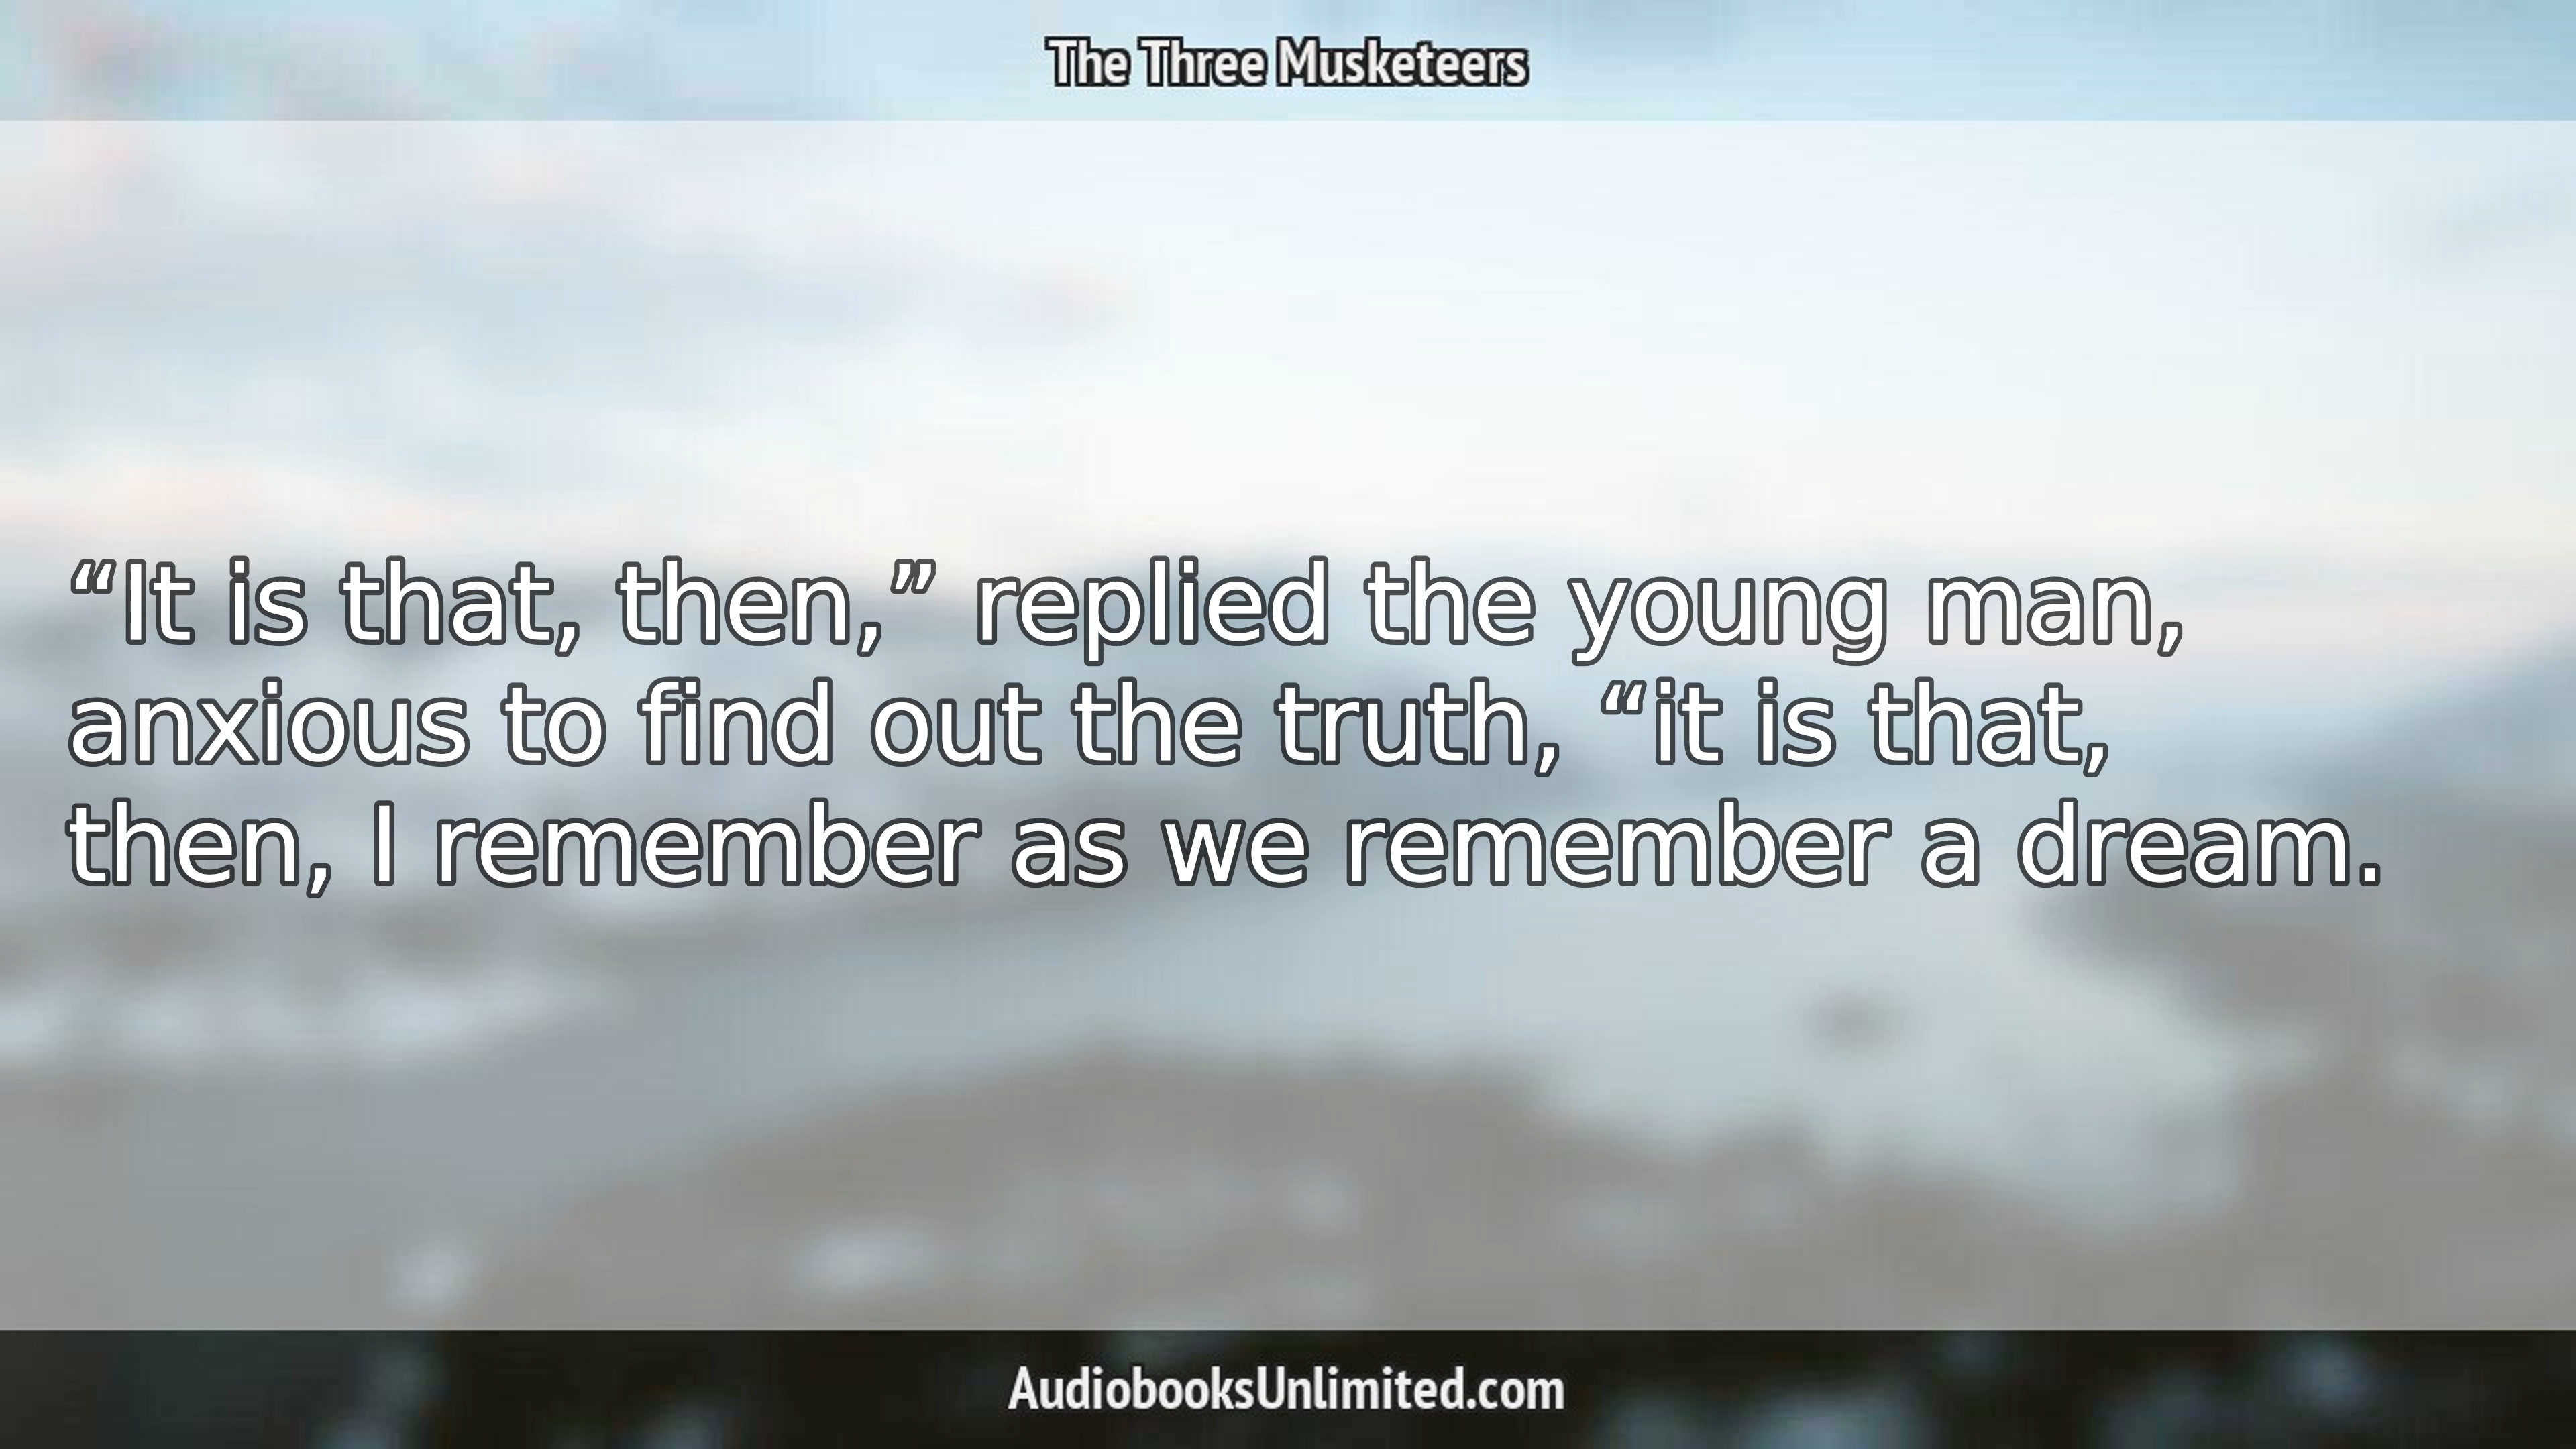 The Three Musketeers
“It is that, then,” replied the young man,
anxious to find out the truth, “it is that,
then, I remember as we remember a dream.
AudiobooksUnlimited.com